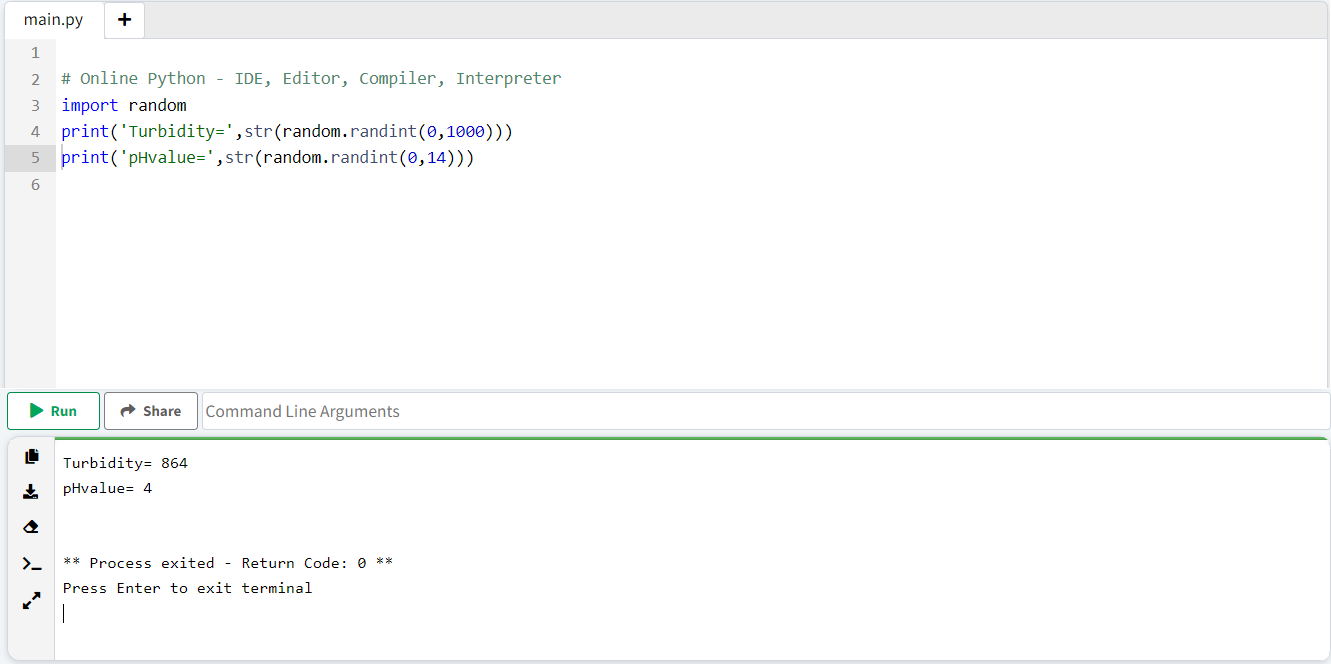 main.py +
1
2 # Online Python - IDE, Editor, Compiler, Interpreter
3 import random
4 print('Turbidity=',str(random.randint(0,1000)))
5 print('pHvalue=',str(random.randint(0,14)))
6
Run Share Command Line Arguments
Turbidity= 864
pHvalue= 4
** Process exited - Return Code: 0 **
Press Enter to exit terminal